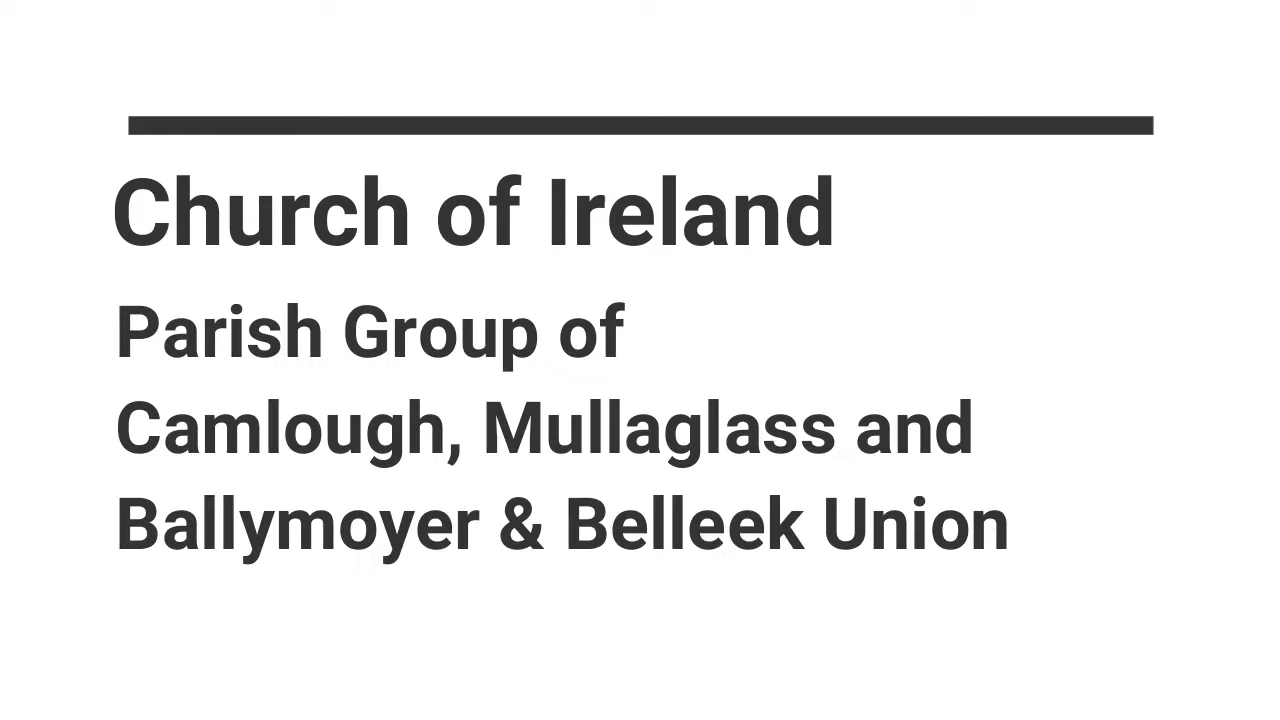 Church of Ireland
Parish Group of
Camlough, Mullaglass and
Ballymoyer & Belleek Union